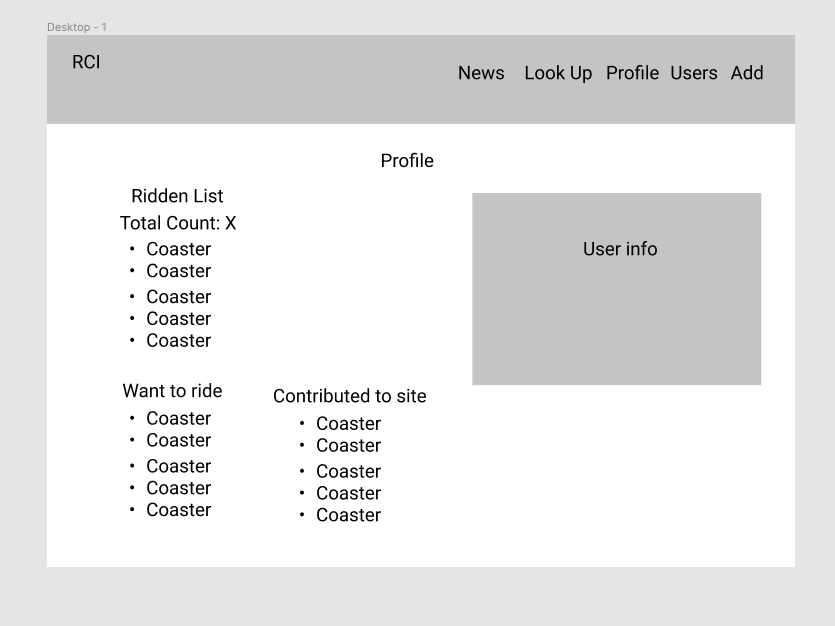 Desktop - 1
RCI
News Look Up Profile Users Add
Profile
Ridden List
Total Count: X
• Coaster
• Coaster
• Coaster
• Coaster
• Coaster
User info
Want to ride
• Coaster
• Coaster
• Coaster
• Coaster
• Coaster
Contributed to site
• Coaster
• Coaster
• Coaster
• Coaster
• Coaster